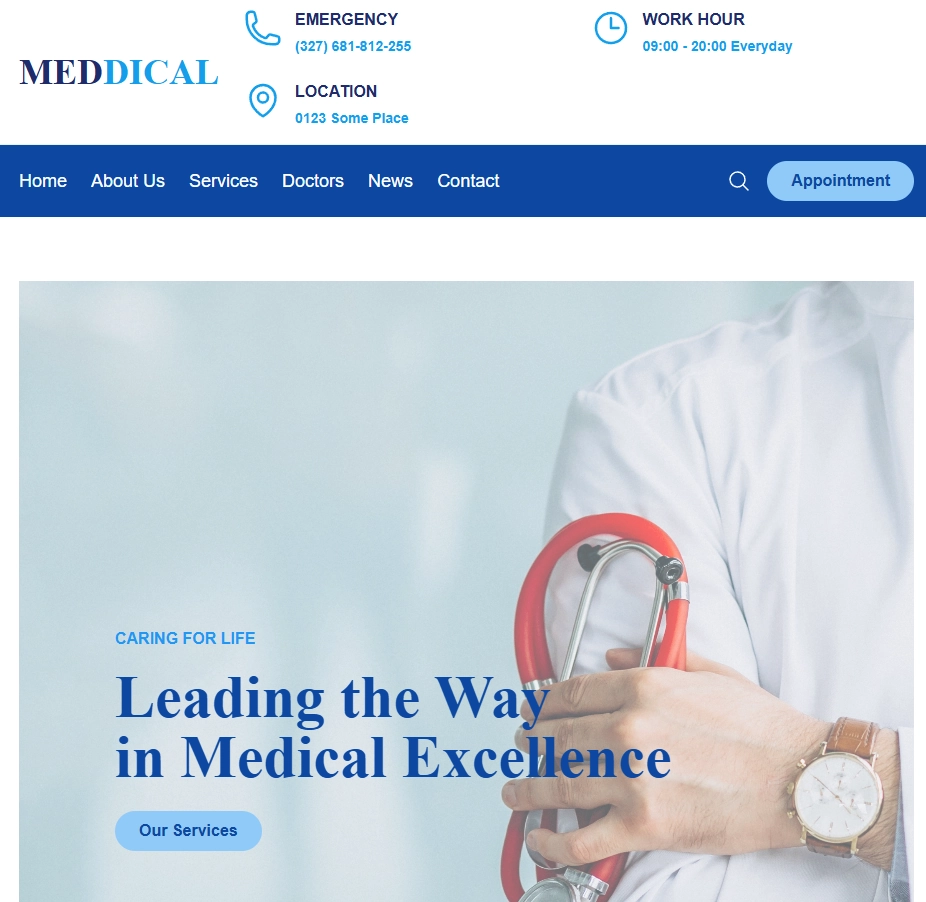 MEDDICAL
EMERGENCY
(327) 681-812-255
WORK HOUR
09:00 - 20:00 Everyday
LOCATION
0123 Some Place
Home About Us Services Doctors News Contact Appointment
CARING FOR LIFE
Leading the Way
in Medical Excellence
Our Services